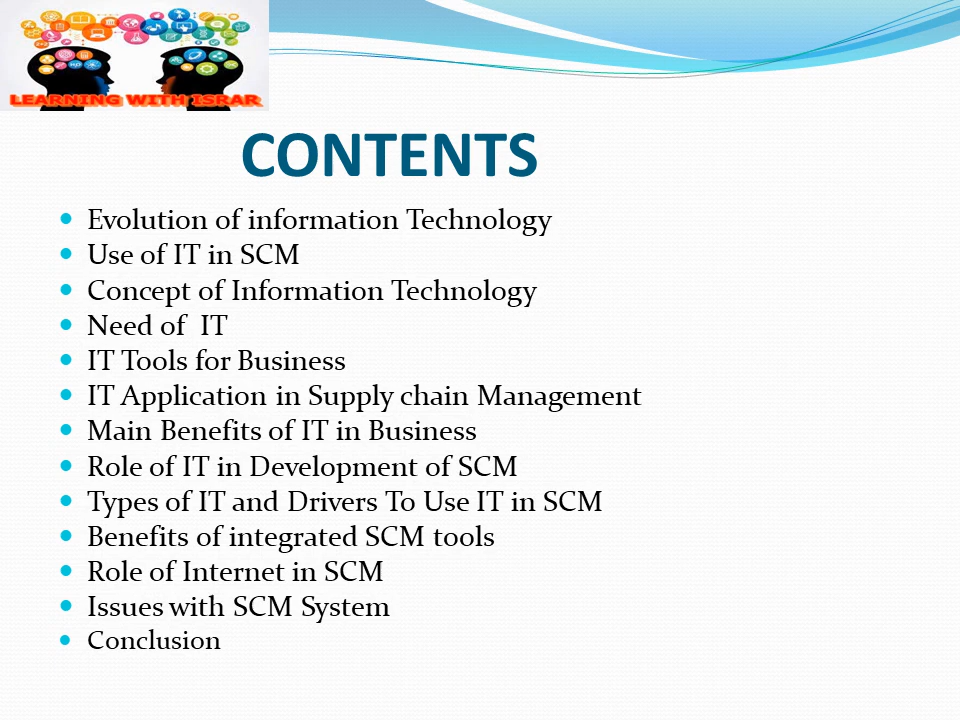 LEARNING WITH ISRAR
CONTENTS
Evolution of information Technology
Use of IT in SCM
Concept of Information Technology
Need of  IT
IT Tools for Business
IT Application in Supply chain Management
Main Benefits of IT in Business
Role of IT in Development of SCM
Types of IT and Drivers To Use IT in SCM
Benefits of integrated SCM tools
Role of Internet in SCM
Issues with SCM System
Conclusion